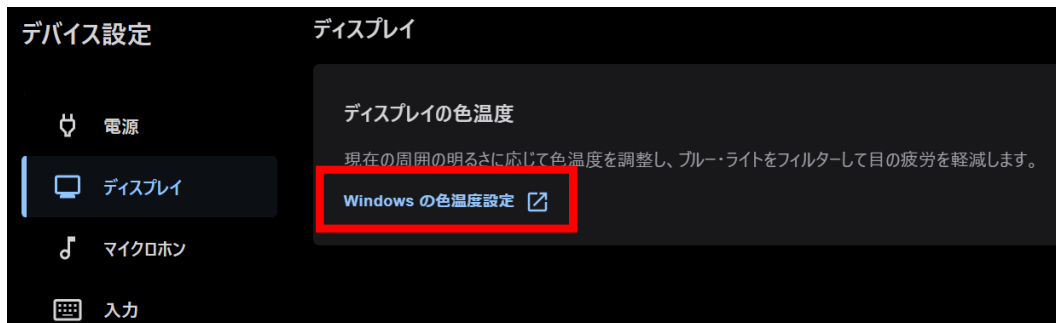 デバイス設定
ディスプレイ
電源
ディスプレイ
マイクロホン
入力
ディスプレイの色温度
現在の周囲の明るさに応じて色温度を調整し、ブルー・ライトをフィルターして目の疲労を軽減します。
Windows の色温度設定